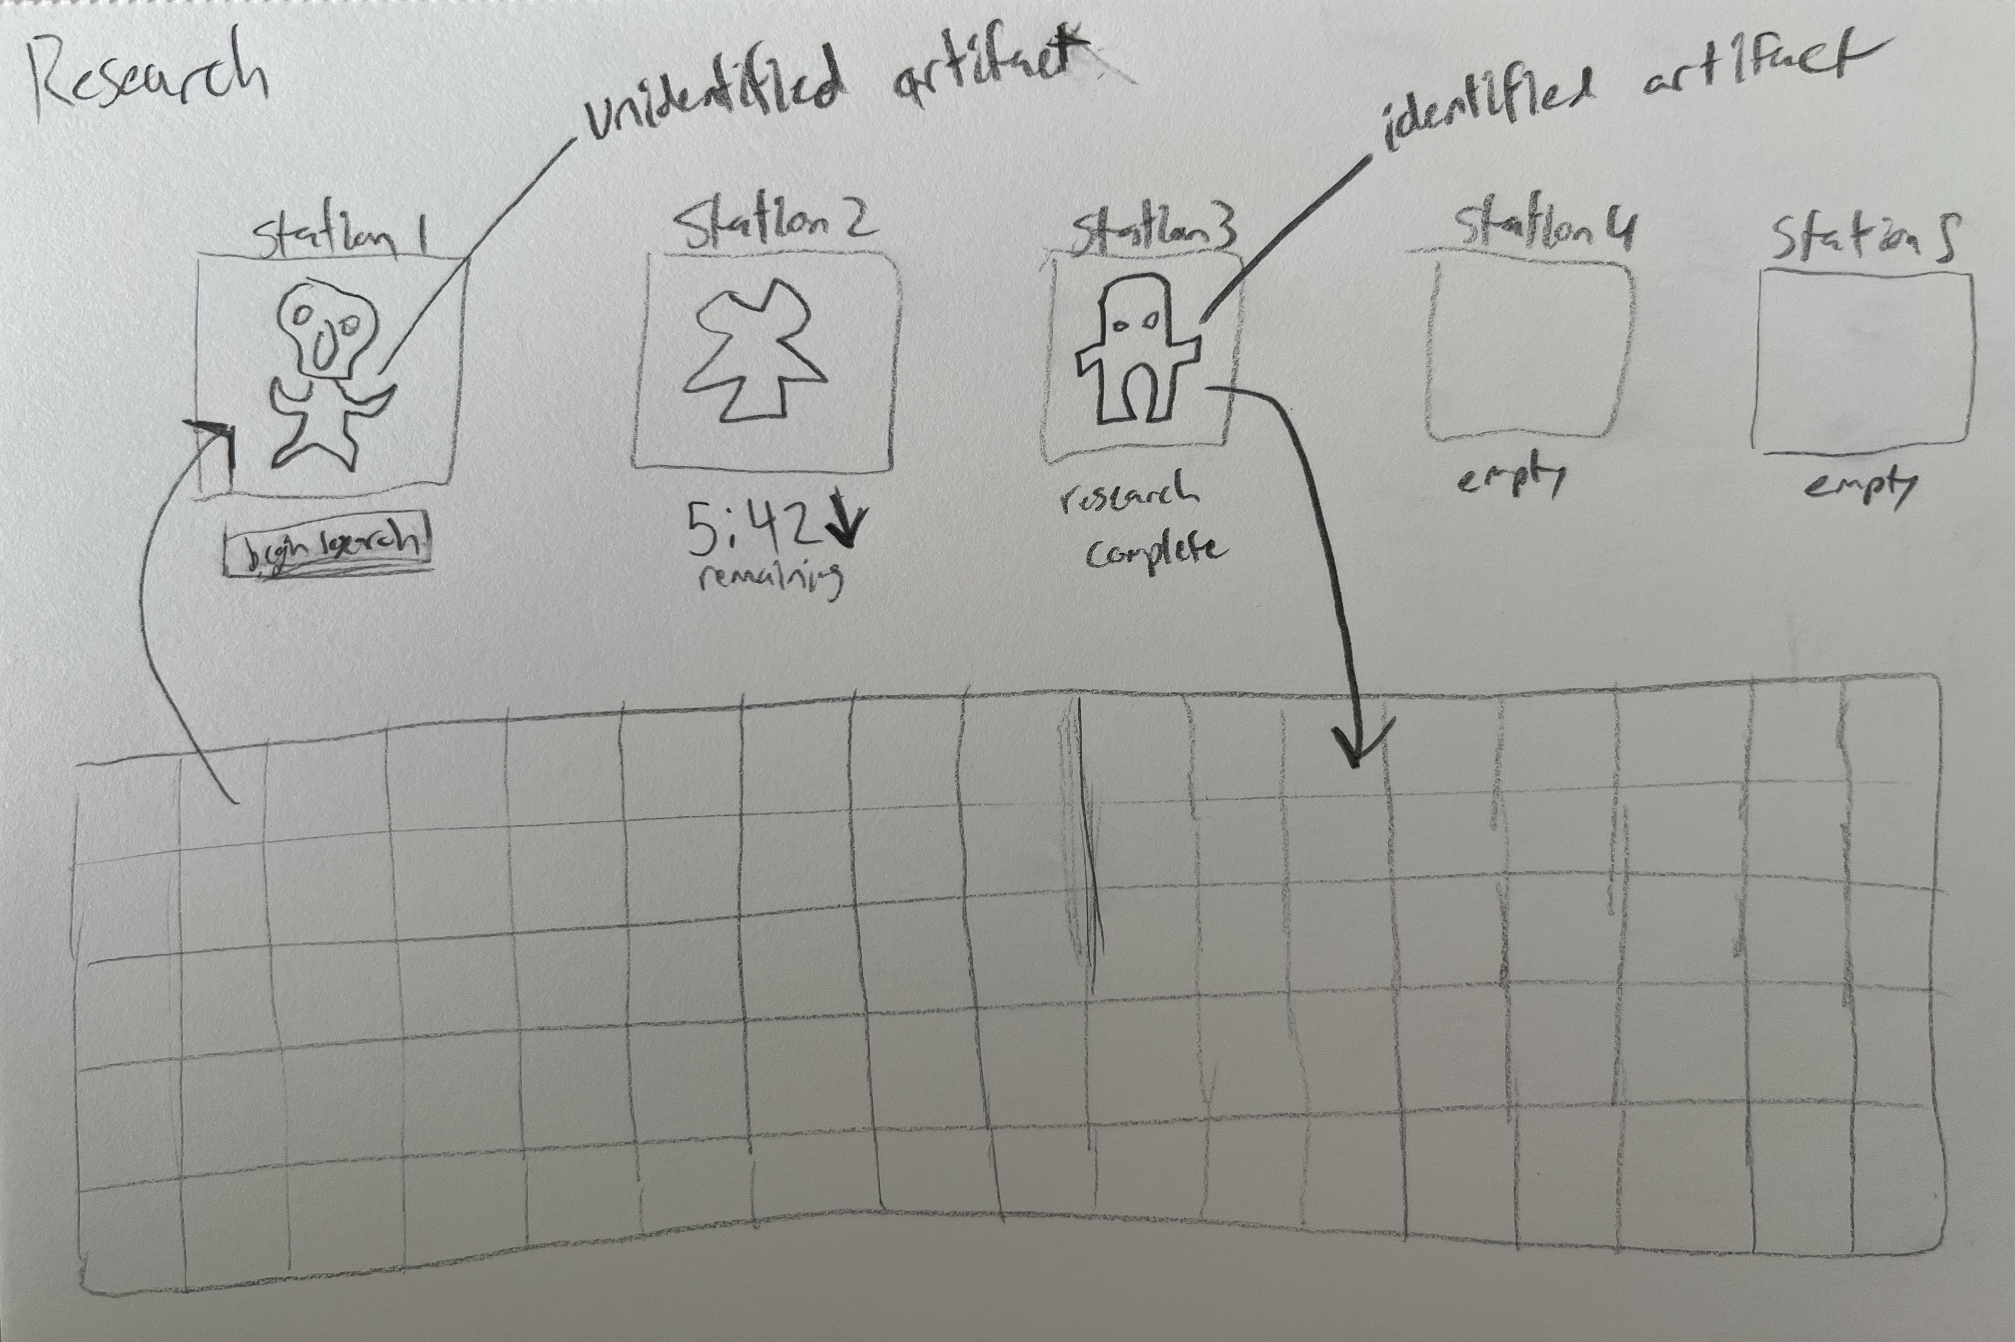 Research
unidentified artifact
identified artifact
Station 1
Station 2
Station 3
Station 4
Station 5
begin
5:42
remaining
research
complete
empty
empty